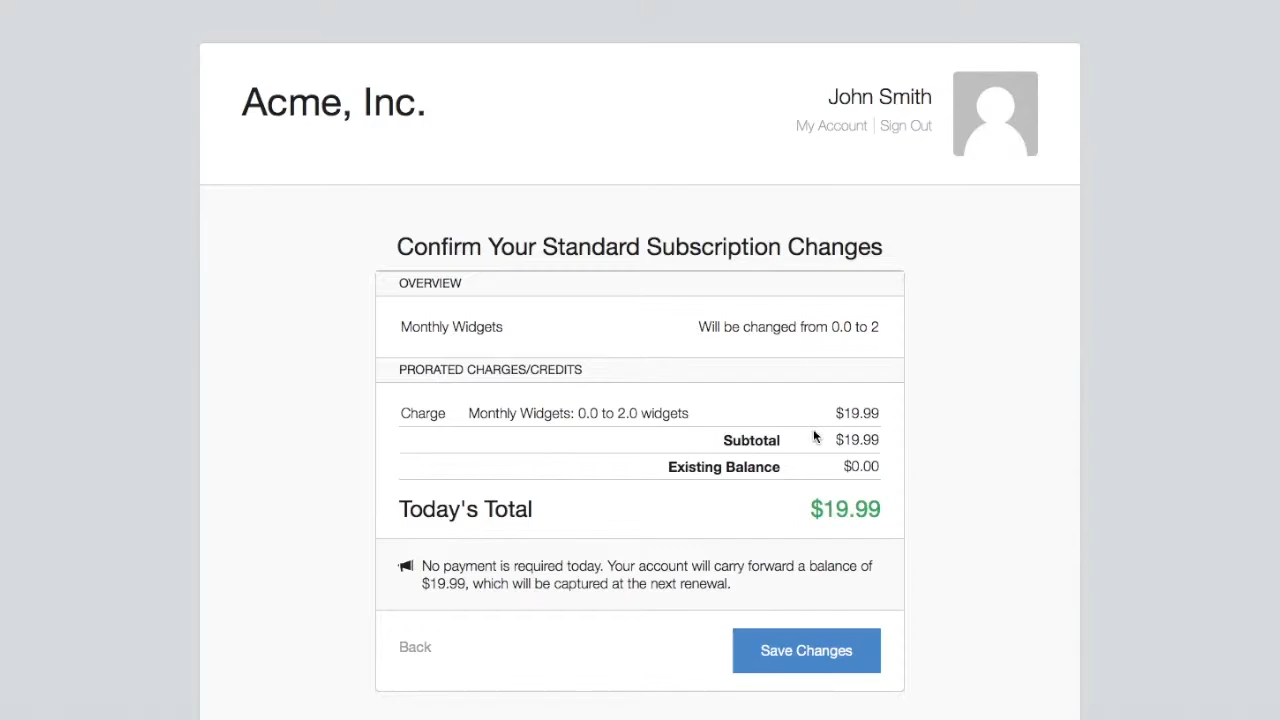 Acme, Inc.
John Smith
My Account | Sign Out
Confirm Your Standard Subscription Changes
OVERVIEW
Monthly Widgets Will be changed from 0.0 to 2
PRORATED CHARGES/CREDITS
Charge Monthly Widgets: 0.0 to 2.0 widgets $19.99
Subtotal $19.99
Existing Balance $0.00
Today's Total $19.99
No payment is required today. Your account will carry forward a balance of
$19.99, which will be captured at the next renewal.
Back Save Changes